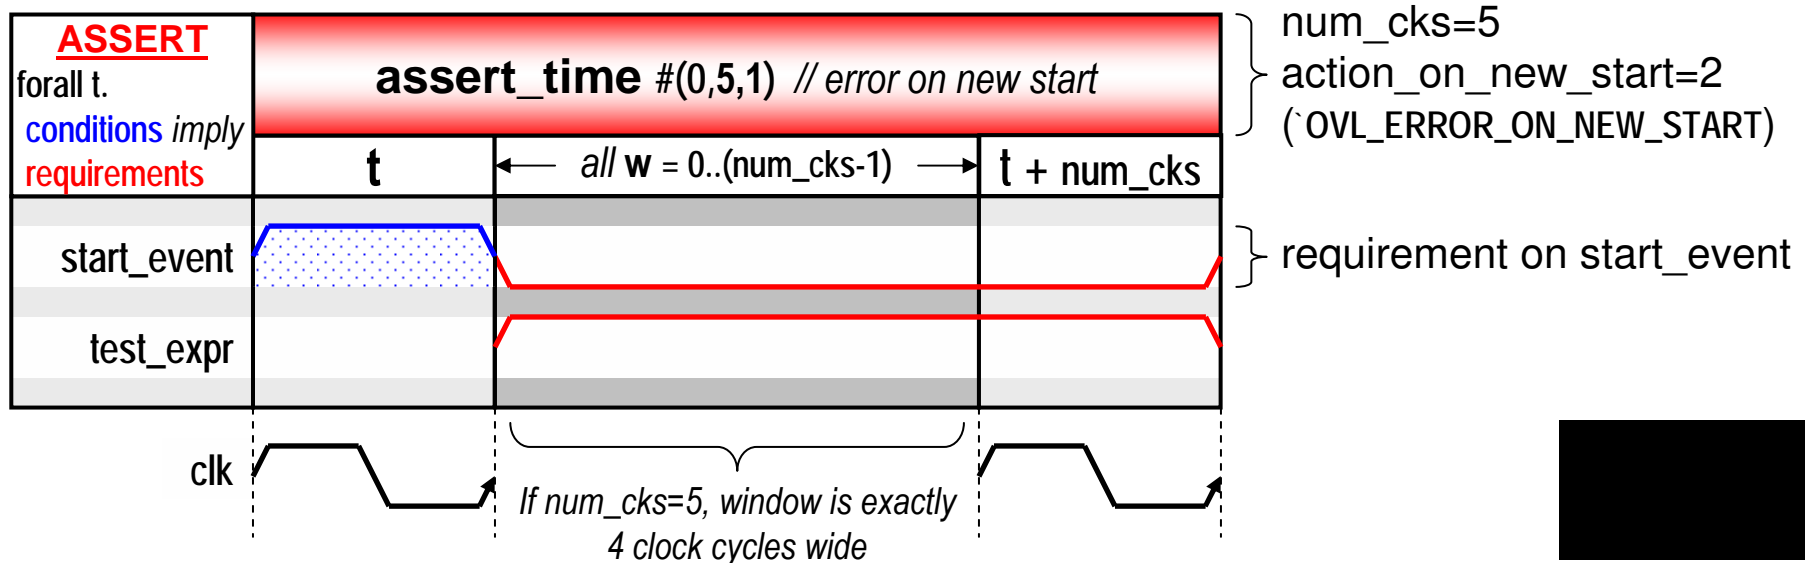 ASSERT
forall t.
conditions imply
requirements
assert_time #(0,5,1) // error on new start
num_cks=5
action_on_new_start=2
(`OVL_ERROR_ON_NEW_START)
t
all w = 0..(num_cks-1)
t + num_cks
start_event
requirement on start_event
test_expr
clk
If num_cks=5, window is exactly
4 clock cycles wide